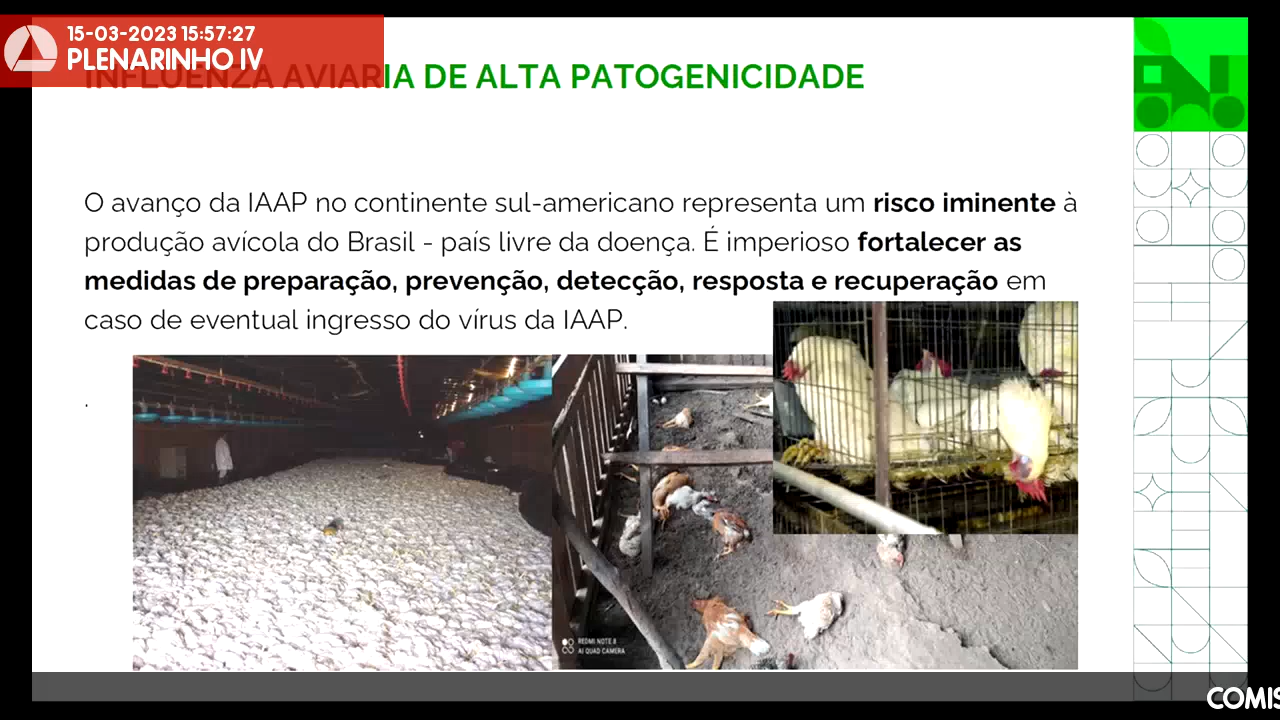 15-03-2023 15:57:27
PLENARINHO IV
INFLUENZA AVIARIA DE ALTA PATOGENICIDADE
O avanço da IAAP no continente sul-americano representa um risco iminente à
produção avícola do Brasil - país livre da doença. É imperioso fortalecer as
medidas de preparação, prevenção, detecção, resposta e recuperação em
caso de eventual ingresso do vírus da IAAP.
.
REDMI NOTE 8
AI QUAD CAMERA
COMIS